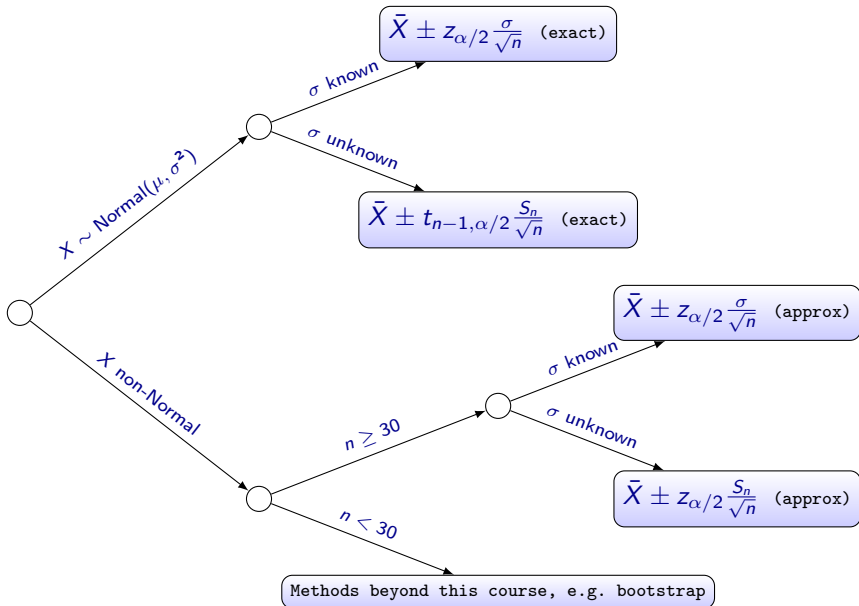 X̄ ± z_{α/2} σ/√n (exact)
σ known
σ unknown
X ∼ Normal(μ, σ²)
X̄ ± t_{n−1,α/2} S_n/√n (exact)
X̄ ± z_{α/2} σ/√n (approx)
X non-Normal
σ known
n ≥ 30
σ unknown
X̄ ± z_{α/2} S_n/√n (approx)
n < 30
Methods beyond this course, e.g. bootstrap